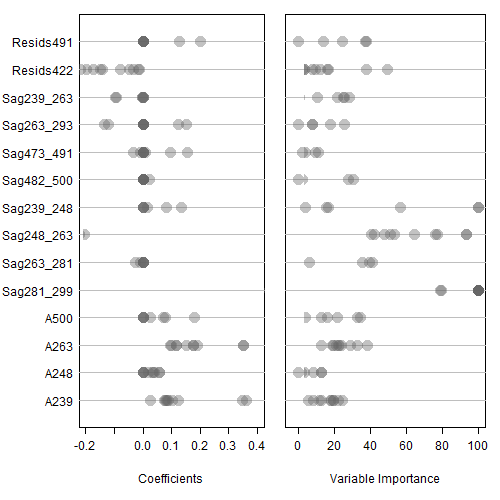 Resids491
Resids422
Sag239_263
Sag263_293
Sag473_491
Sag482_500
Sag239_248
Sag248_263
Sag263_281
Sag281_299
A500
A263
A248
A239
-0.2 0.0 0.1 0.2 0.3 0.4
0 20 40 60 80 100
Coefficients
Variable Importance